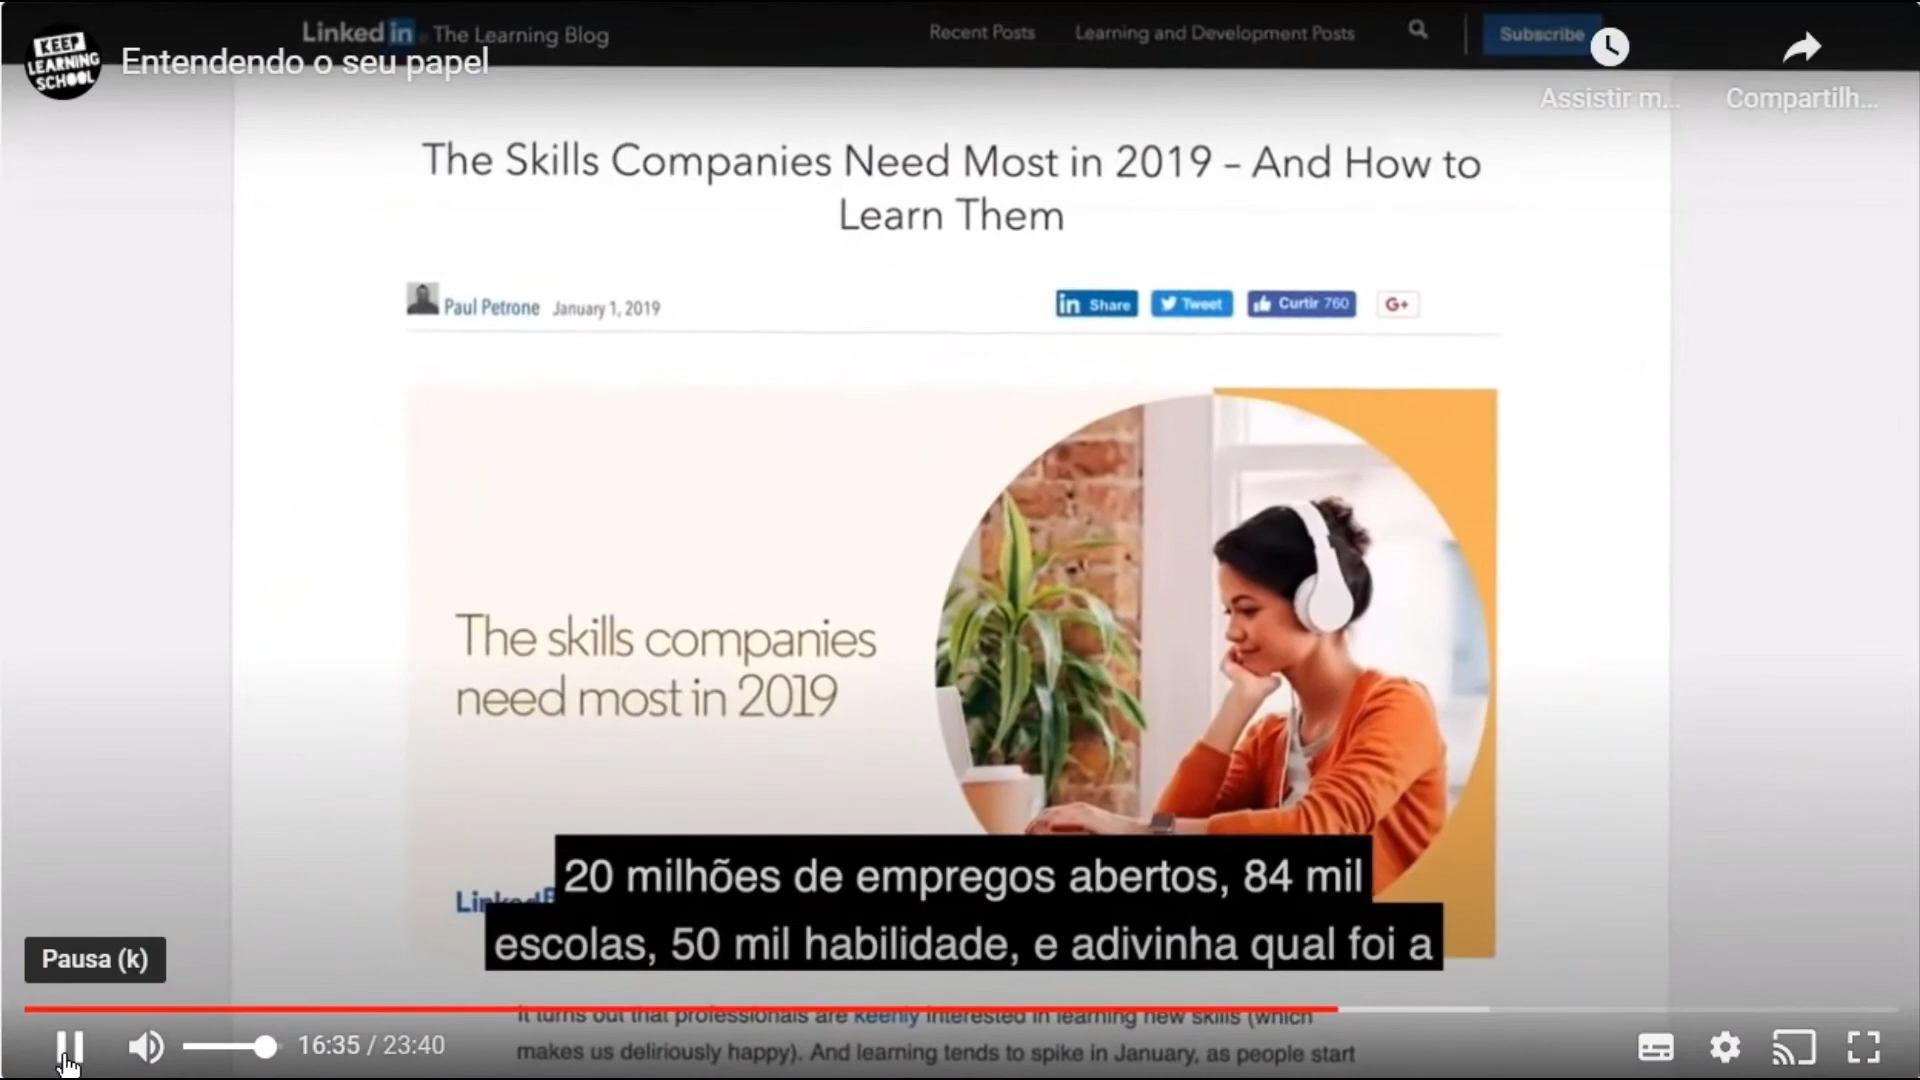 KEEP
LEARNING
SCHOOL
Entendendo o seu papel
Linked in The Learning Blog
Recent Posts
Learning and Development Posts
Subscribe
Assistir m...
Compartilh...
The Skills Companies Need Most in 2019 – And How to
Learn Them
Paul Petrone January 1, 2019
in Share
Tweet
Curtir 760
G+
The skills companies
need most in 2019
20 milhões de empregos abertos, 84 mil
escolas, 50 mil habilidade, e adivinha qual foi a
Pausa (k)
It turns out that professionals are keenly interested in learning new skills (which
makes us deliriously happy). And learning tends to spike in January, as people start
16:35 / 23:40